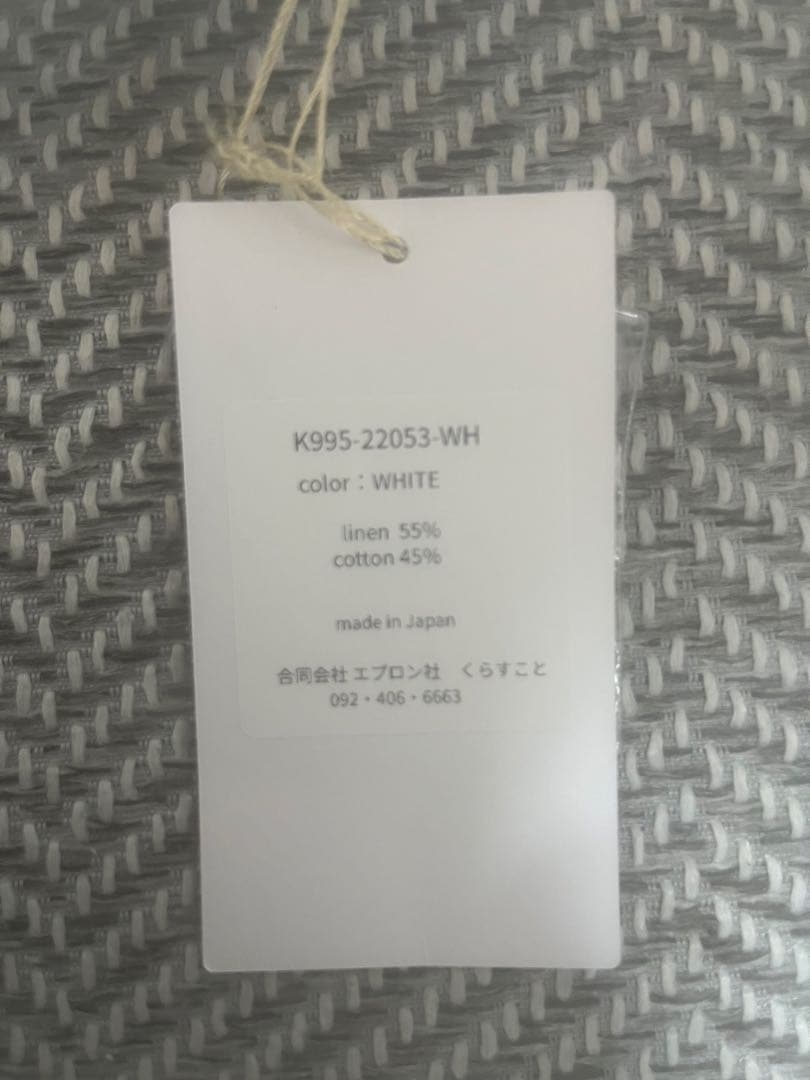 K995-22053-WH
color：WHITE
linen 55%
cotton 45%
made in Japan
合同会社 エプロン社　くらすこと
092・406・6663